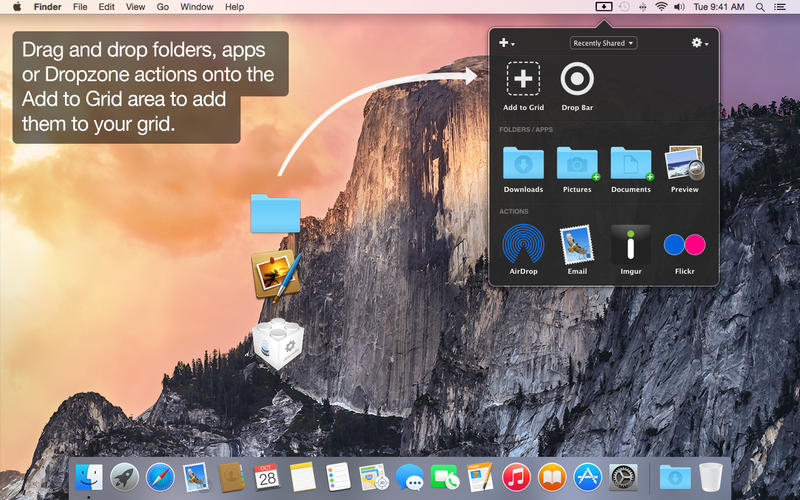 Finder File Edit View Go Window Help Tue 9:41 AM
Drag and drop folders, apps
or Dropzone actions onto the
Add to Grid area to add
them to your grid.
Recently Shared
Add to Grid Drop Bar
FOLDERS / APPS
Downloads Pictures Documents Preview
ACTIONS
AirDrop Email Imgur Flickr
OCT
28